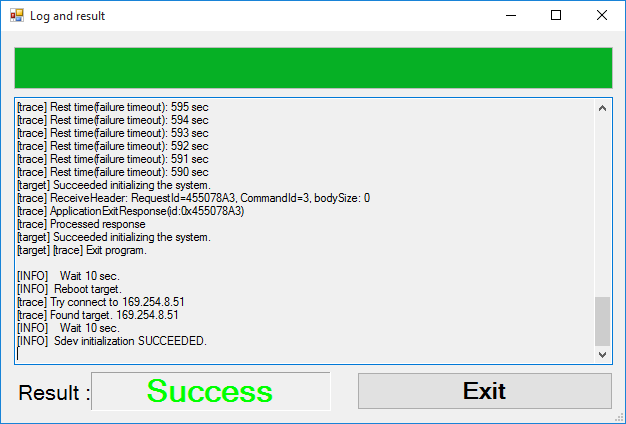 Log and result
[trace] Rest time(failure timeout): 595 sec
[trace] Rest time(failure timeout): 594 sec
[trace] Rest time(failure timeout): 593 sec
[trace] Rest time(failure timeout): 592 sec
[trace] Rest time(failure timeout): 591 sec
[trace] Rest time(failure timeout): 590 sec
[target] Succeeded initializing the system.
[trace] ReceiveHeader: RequestId=455078A3, CommandId=3, bodySize: 0
[trace] ApplicationExitResponse(id:0x455078A3)
[trace] Processed response
[target] Succeeded initializing the system.
[target] [trace] Exit program.
[INFO] Wait 10 sec.
[INFO] Reboot target.
[trace] Try connect to 169.254.8.51
[trace] Found target. 169.254.8.51
[INFO] Wait 10 sec.
[INFO] Sdev initialization SUCCEEDED.
Result : Success Exit